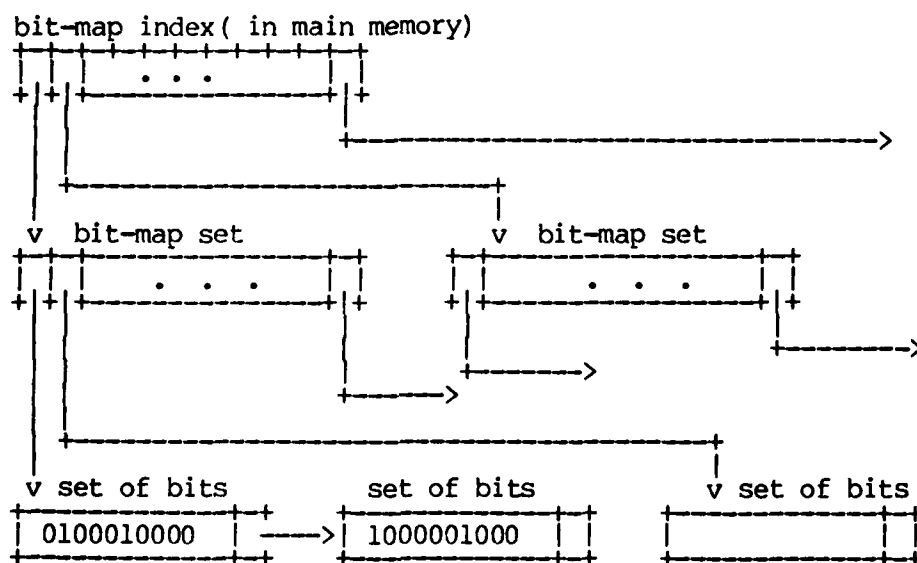 bit-map index( in main memory)
. . .
v bit-map set v bit-map set
. . . . . .
v set of bits set of bits v set of bits
0100010000 1000001000